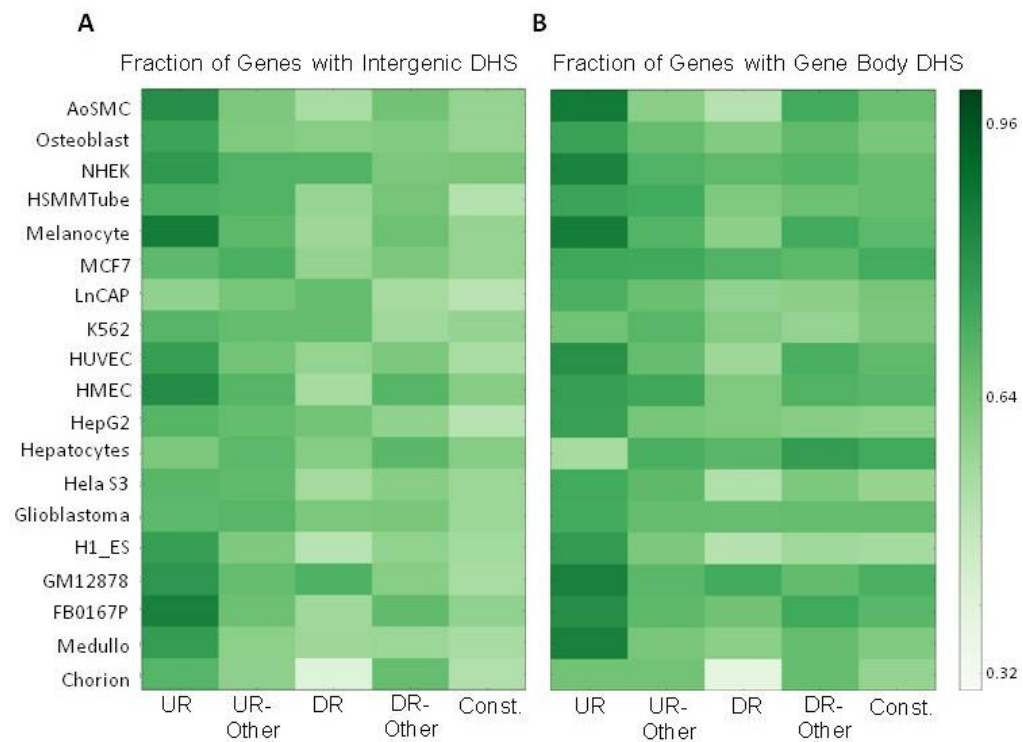 A
B
Fraction of Genes with Intergenic DHS
Fraction of Genes with Gene Body DHS
AoSMC
Osteoblast
NHEK
HSMMTube
Melanocyte
MCF7
LnCAP
K562
HUVEC
HMEC
HepG2
Hepatocytes
Hela S3
Glioblastoma
H1_ES
GM12878
FB0167P
Medullo
Chorion
0.96
0.64
0.32
UR
UR-
Other
DR
DR-
Other
Const.
UR
UR-
Other
DR
DR-
Other
Const.